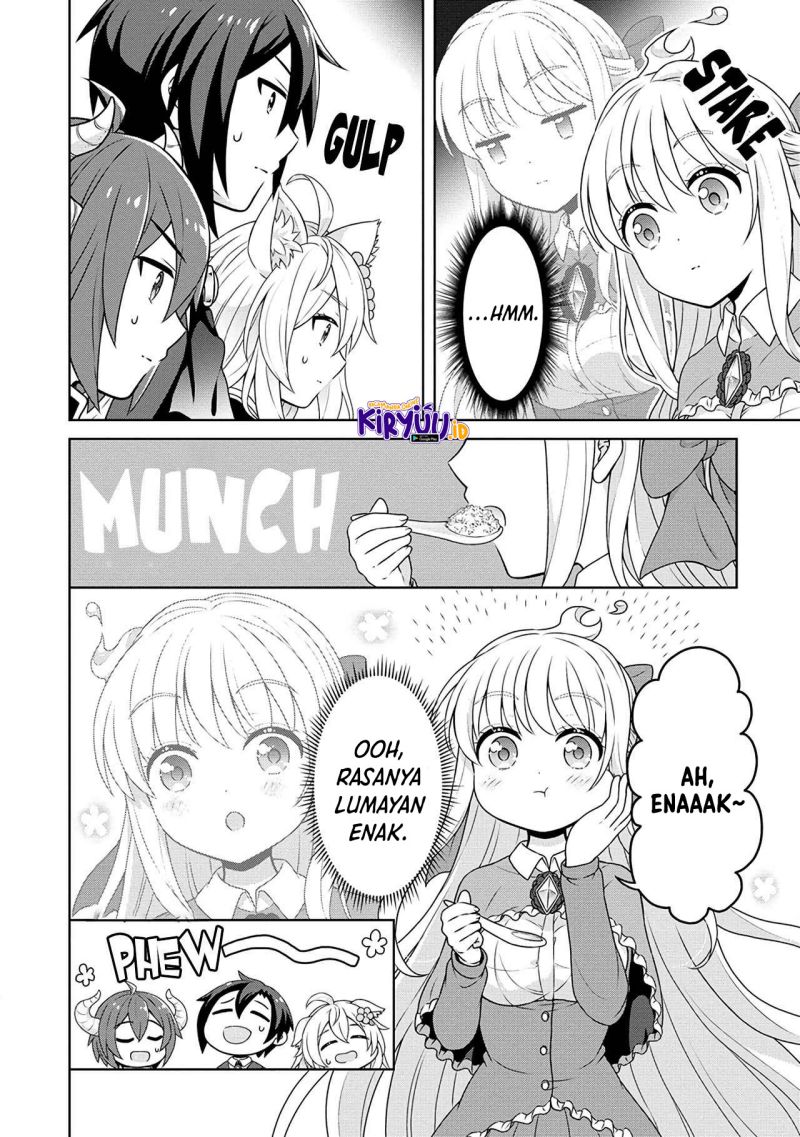 STARE
...HMM.
GULP
KIRYUU.ID
MUNCH
AH,
ENAAAK~
OOH,
RASANYA
LUMAYAN
ENAK.
PHEW